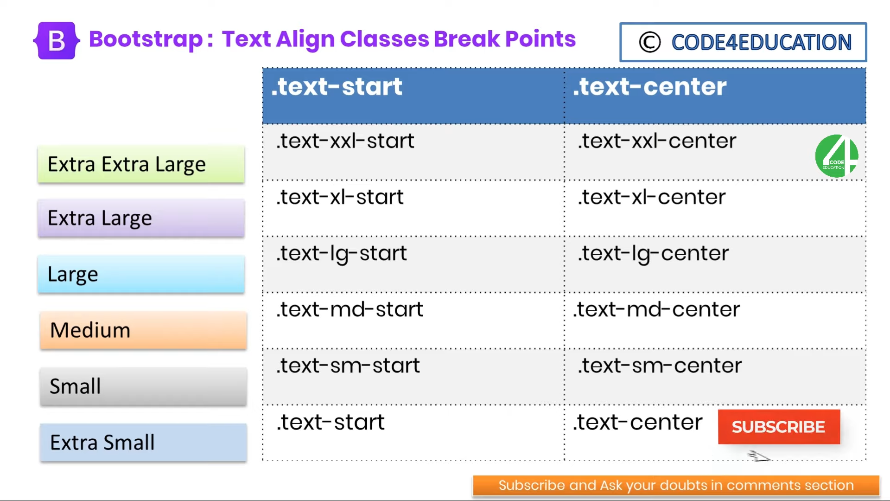 B
Bootstrap : Text Align Classes Break Points
© CODE4EDUCATION
.text-start .text-center
Extra Extra Large .text-xxl-start .text-xxl-center
4
CODE
EDUCATION
Extra Large .text-xl-start .text-xl-center
Large .text-lg-start .text-lg-center
Medium .text-md-start .text-md-center
Small .text-sm-start .text-sm-center
Extra Small .text-start .text-center
SUBSCRIBE
Subscribe and Ask your doubts in comments section